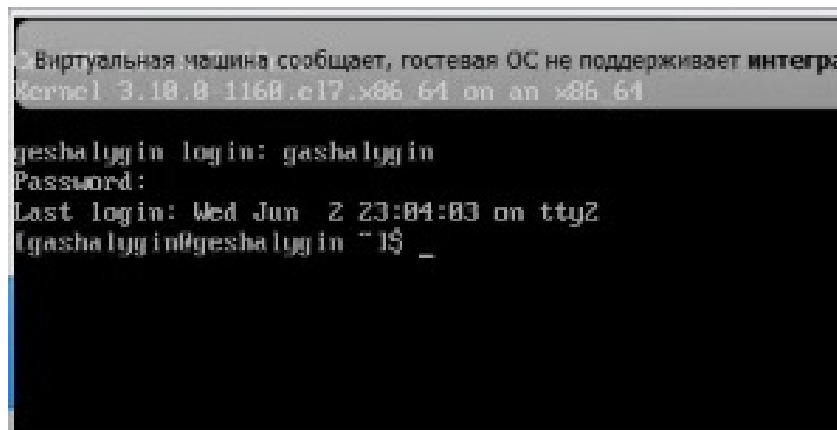 Виртуальная машина сообщает, гостевая ОС не поддерживает интегра
Kernel 3.10.0-1160.el7.x86_64 on an x86_64
geshalygin login: gashalygin
Password:
Last login: Wed Jun  2 23:04:03 on tty2
[gashalygin@geshalygin ~]$ _